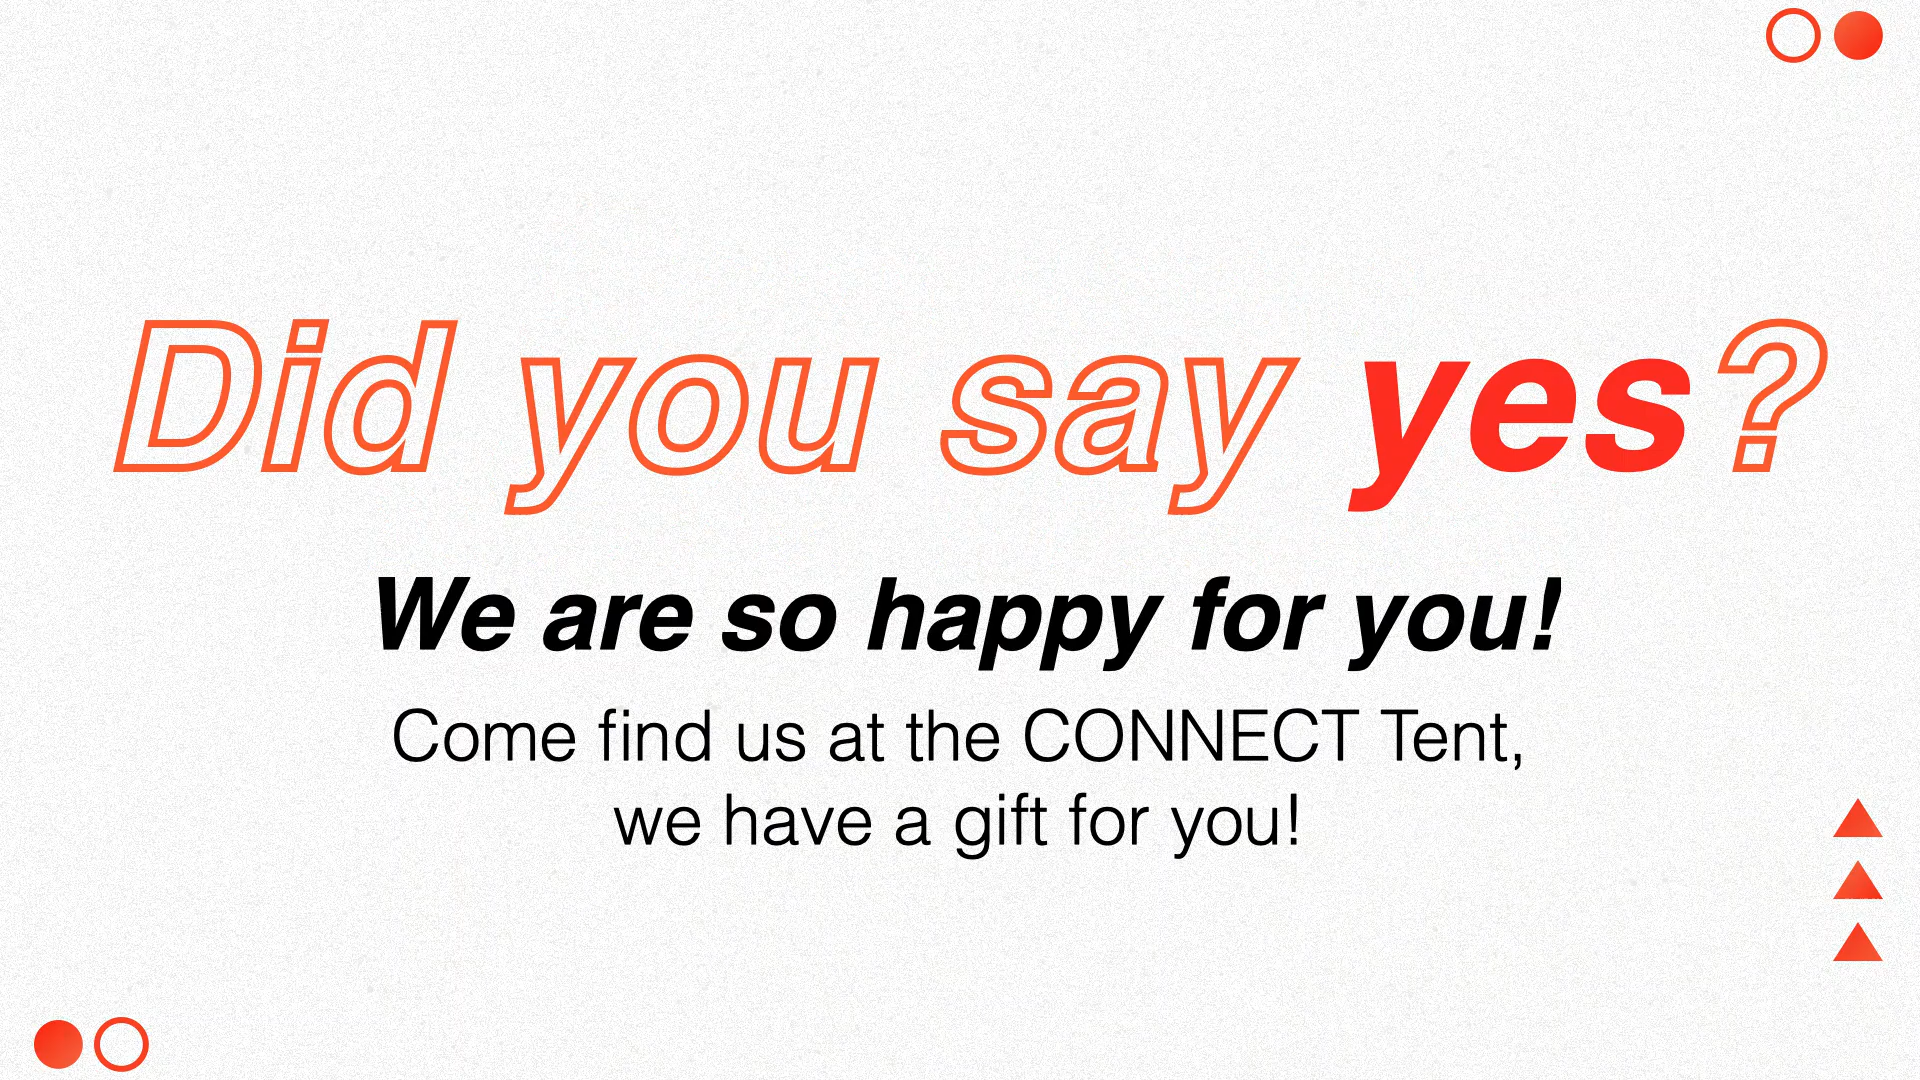 Did you say yes?
We are so happy for you!
Come find us at the CONNECT Tent,
we have a gift for you!